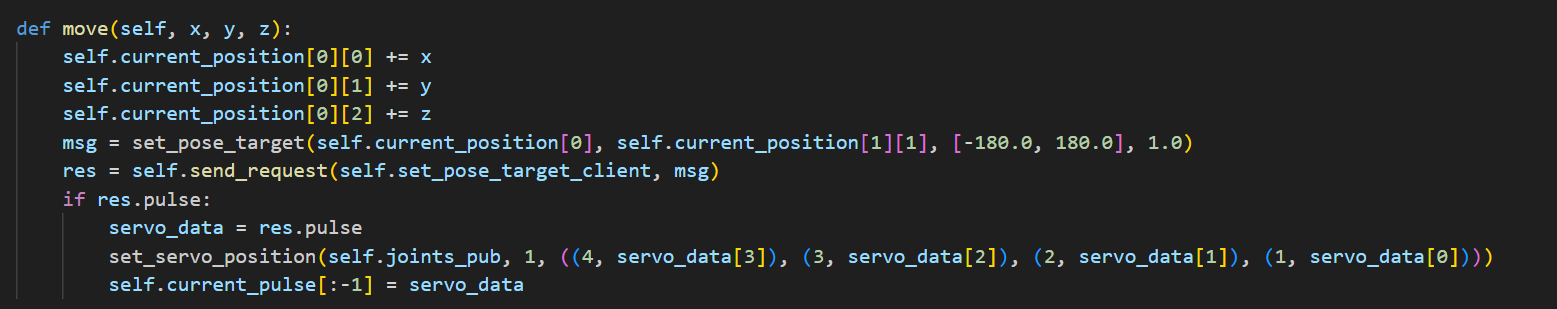 def move(self, x, y, z):
    self.current_position[0][0] += x
    self.current_position[0][1] += y
    self.current_position[0][2] += z
    msg = set_pose_target(self.current_position[0], self.current_position[1][1], [-180.0, 180.0], 1.0)
    res = self.send_request(self.set_pose_target_client, msg)
    if res.pulse:
        servo_data = res.pulse
        set_servo_position(self.joints_pub, 1, ((4, servo_data[3]), (3, servo_data[2]), (2, servo_data[1]), (1, servo_data[0])))
        self.current_pulse[:-1] = servo_data